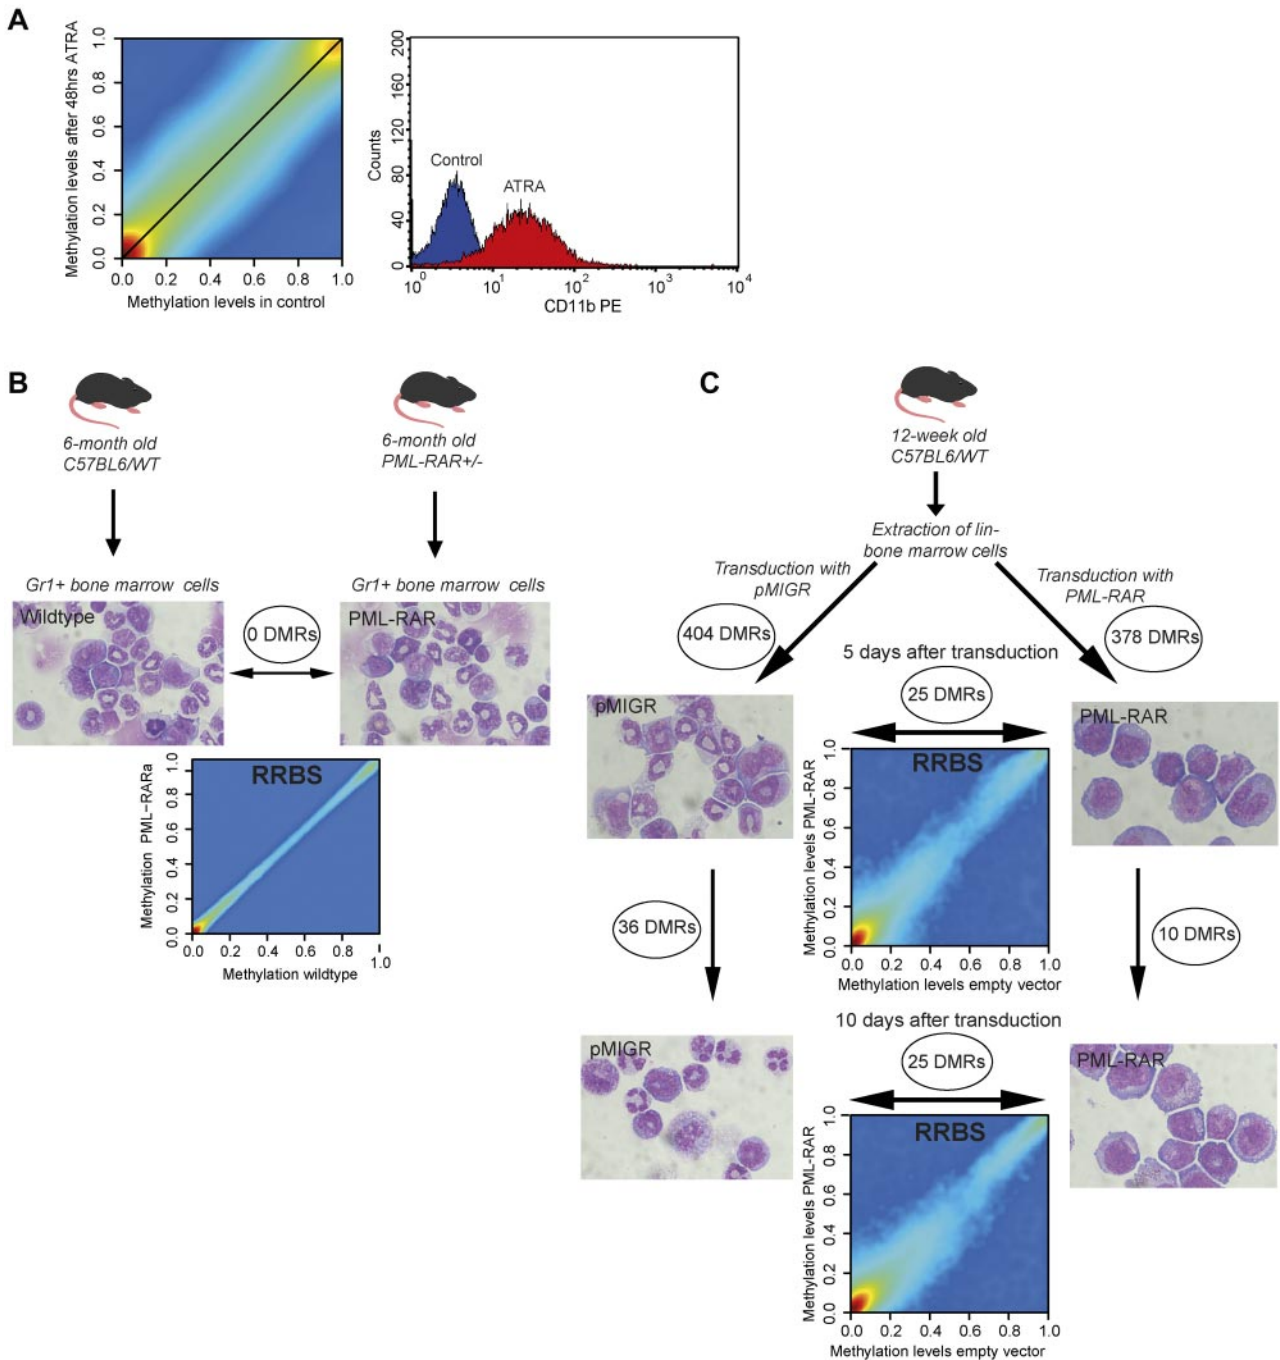 A
Methylation levels after 48hrs ATRA
1.0
0.8
0.6
0.4
0.2
0.0
0.0 0.2 0.4 0.6 0.8 1.0
Methylation levels in control
Counts
200
160
120
80
40
0
Control
ATRA
10^0 10^1 10^2 10^3 10^4
CD11b PE
B
6-month old
C57BL6/WT
6-month old
PML-RAR+/-
Gr1+ bone marrow cells
Gr1+ bone marrow cells
Wildtype
0 DMRs
PML-RAR
RRBS
Methylation PML-RARa
1.0
0.8
0.6
0.4
0.2
0.0
0.0 0.2 0.4 0.6 0.8 1.0
Methylation wildtype
C
12-week old
C57BL6/WT
Extraction of lin-
bone marrow cells
Transduction with
pMIGR
Transduction with
PML-RAR
404 DMRs
378 DMRs
5 days after transduction
25 DMRs
pMIGR
PML-RAR
RRBS
Methylation levels PML-RAR
1.0
0.8
0.6
0.4
0.2
0.0
0.0 0.2 0.4 0.6 0.8 1.0
Methylation levels empty vector
36 DMRs
10 DMRs
10 days after transduction
25 DMRs
pMIGR
PML-RAR
RRBS
Methylation levels PML-RAR
1.0
0.8
0.6
0.4
0.2
0.0
0.0 0.2 0.4 0.6 0.8 1.0
Methylation levels empty vector